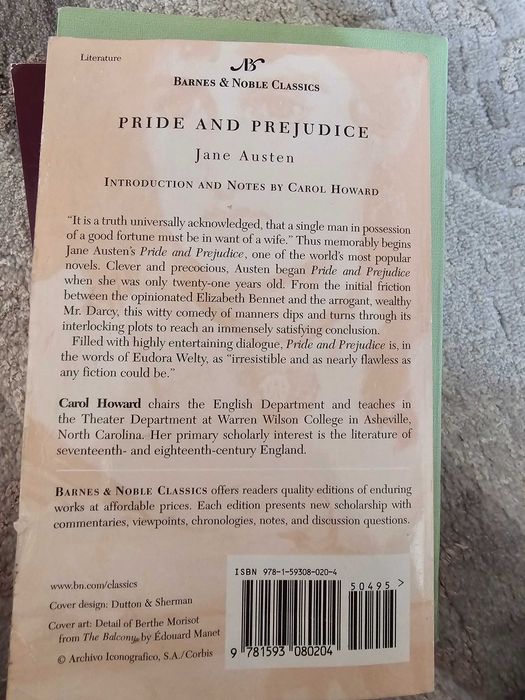 Literature
BARNES & NOBLE CLASSICS
PRIDE AND PREJUDICE
Jane Austen
INTRODUCTION AND NOTES BY CAROL HOWARD
"It is a truth universally acknowledged, that a single man in possession
of a good fortune must be in want of a wife." Thus memorably begins
Jane Austen's Pride and Prejudice, one of the world's most popular
novels. Clever and precocious, Austen began Pride and Prejudice
when she was only twenty-one years old. From the initial friction
between the opinionated Elizabeth Bennet and the arrogant, wealthy
Mr. Darcy, this witty comedy of manners dips and turns through its
interlocking plots to reach an immensely satisfying conclusion.
Filled with highly entertaining dialogue, Pride and Prejudice is, in
the words of Eudora Welty, as "irresistible and as nearly flawless as
any fiction could be."
Carol Howard chairs the English Department and teaches in
the Theater Department at Warren Wilson College in Asheville,
North Carolina. Her primary scholarly interest is the literature of
seventeenth- and eighteenth-century England.
BARNES & NOBLE CLASSICS offers readers quality editions of enduring
works at affordable prices. Each edition presents new scholarship with
commentaries, viewpoints, chronologies, notes, and discussion questions.
www.bn.com/classics
Cover design: Dutton & Sherman
Cover art: Detail of Berthe Morisot
from The Balcony, by Édouard Manet
© Archivo Iconografico, S.A./Corbis
ISBN 978-1-59308-020-4
50495>
9 781593 080204